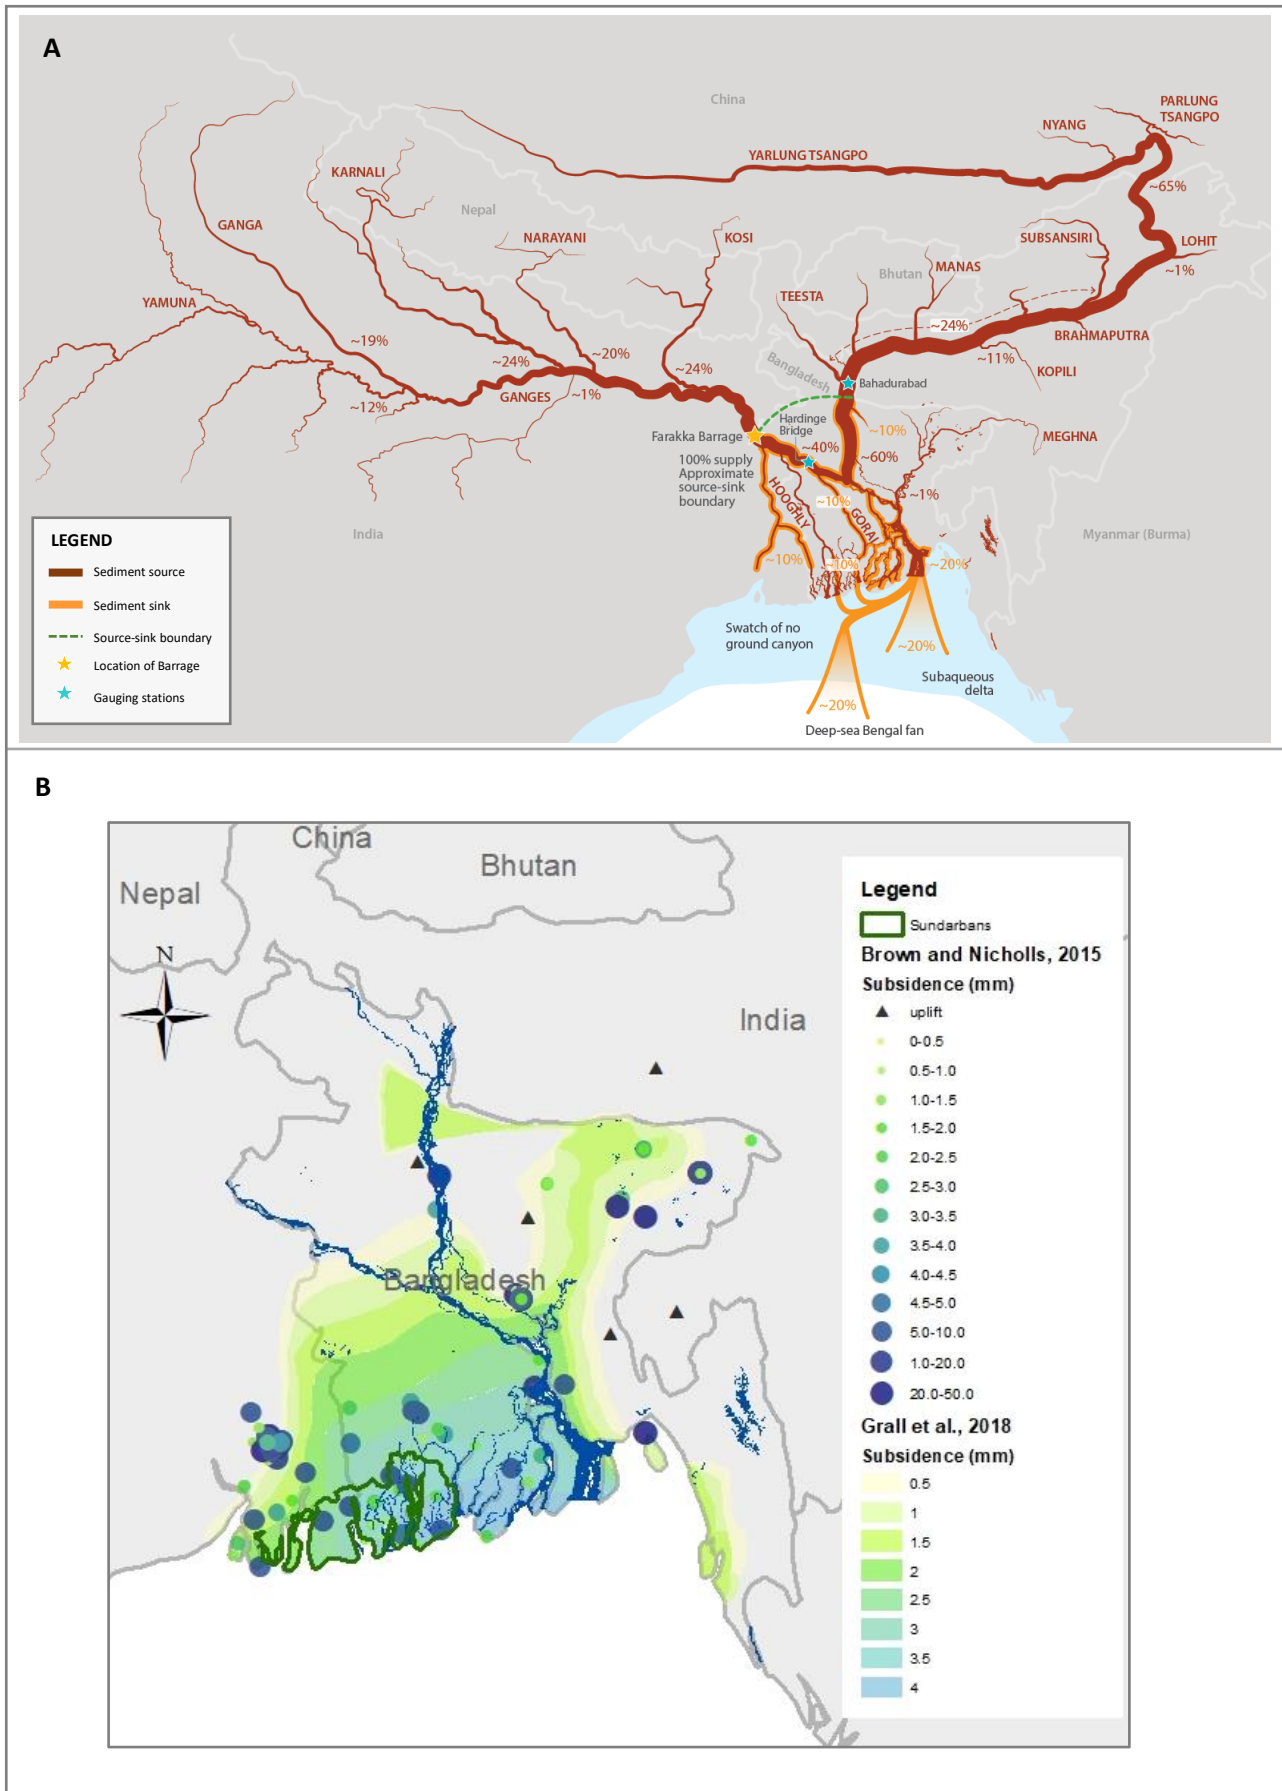 A
China
PARLUNG
TSANGPO
NYANG
YARLUNG TSANGPO
KARNALI
~65%
Nepal
GANGA
NARAYANI
KOSI
SUBSANSIRI
LOHIT
Bhutan
MANAS
~1%
YAMUNA
TEESTA
~24%
BRAHMAPUTRA
~19%
~24%
~20%
~11%
KOPILI
Bangladesh
~24%
Bahadurabad
~12%
GANGES
~1%
Hardinge
Bridge
~10%
Farakka Barrage
~40%
MEGHNA
100% supply
Approximate
source-sink
boundary
~60%
HOOGHLY
~10%
GORAI
~1%
India
Myanmar (Burma)
~10%
~10%
~20%
LEGEND
Sediment source
Sediment sink
Source-sink boundary
Location of Barrage
Gauging stations
Swatch of no
ground canyon
~20%
Subaqueous
delta
~20%
Deep-sea Bengal fan
B
China
Bhutan
Nepal
N
India
Bangladesh
Legend
Sundarbans
Brown and Nicholls, 2015
Subsidence (mm)
uplift
0-0.5
0.5-1.0
1.0-1.5
1.5-2.0
2.0-2.5
2.5-3.0
3.0-3.5
3.5-4.0
4.0-4.5
4.5-5.0
5.0-10.0
1.0-20.0
20.0-50.0
Grall et al., 2018
Subsidence (mm)
0.5
1
1.5
2
2.5
3
3.5
4